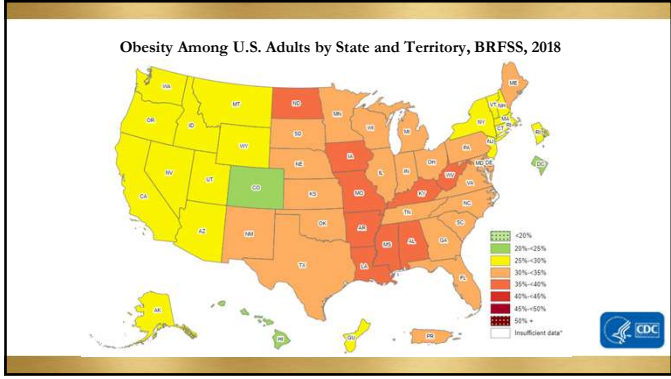 Obesity Among U.S. Adults by State and Territory, BRFSS, 2018
WA
MT
ND
MN
ME
OR
ID
WY
SD
WI
MI
NY
VT
NH
MA
RI
CT
NJ
RI
DC
NV
UT
CO
NE
IA
IL
IN
OH
PA
MD
DE
WV
VA
CA
KS
MO
KY
NC
AZ
NM
OK
AR
TN
SC
TX
LA
MS
AL
GA
FL
AK
HI
GU
PR
<20%
20%-<25%
25%-<30%
30%-<35%
35%-<40%
40%-<45%
45%-<50%
50% +
Insufficient data*
CDC